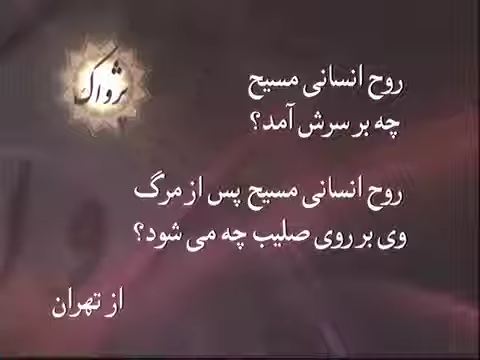 پژواک
روح انسانی مسیح
چه بر سرش آمد؟
روح انسانی مسیح پس از مرگ
وی بر روی صلیب چه می شود؟
از تهران